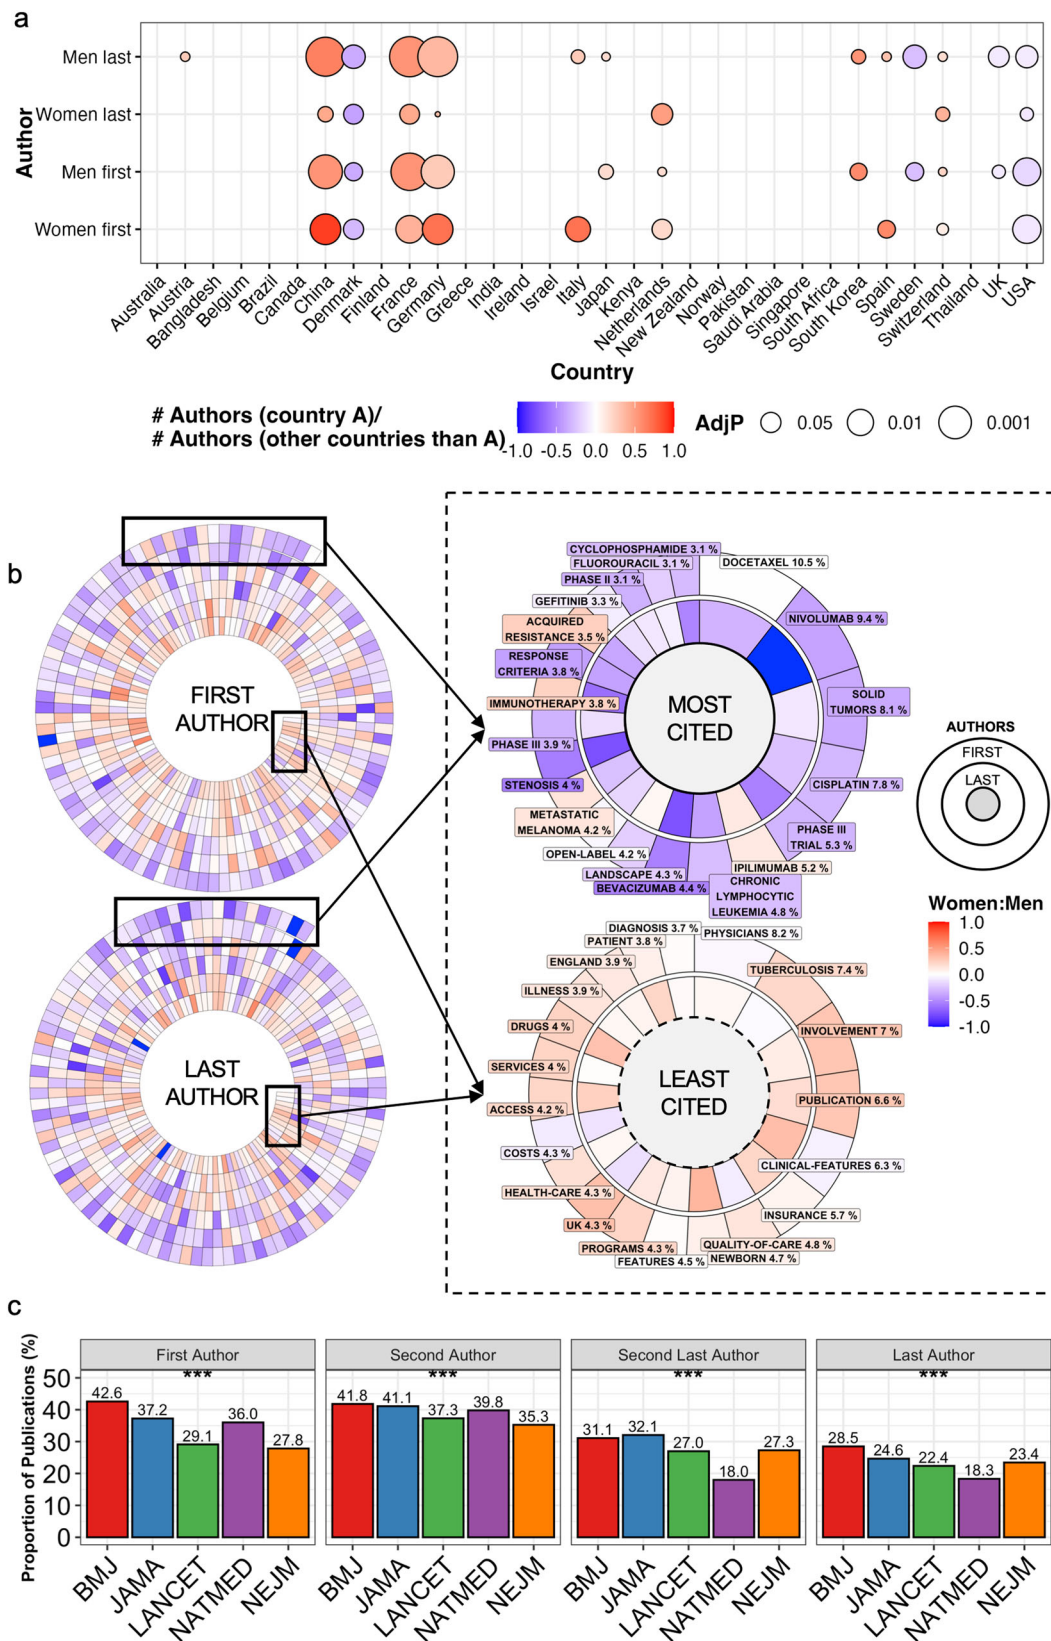 a
Author
Men last
Women last
Men first
Women first
Australia
Austria
Bangladesh
Belgium
Brazil
Canada
China
Denmark
Finland
France
Germany
Greece
India
Ireland
Israel
Italy
Japan
Kenya
Netherlands
New Zealand
Norway
Pakistan
Saudi Arabia
Singapore
South Africa
South Korea
Spain
Sweden
Switzerland
Thailand
UK
USA
Country
# Authors (country A)/
# Authors (other countries than A)
-1.0 -0.5 0.0 0.5 1.0
AdjP 0.05 0.01 0.001
b
FIRST
AUTHOR
LAST
AUTHOR
CYCLOPHOSPHAMIDE 3.1 %
FLUOROURACIL 3.1 %
PHASE II 3.1 %
GEFITINIB 3.3 %
ACQUIRED
RESISTANCE 3.5 %
RESPONSE
CRITERIA 3.8 %
IMMUNOTHERAPY 3.8 %
PHASE III 3.9 %
STENOSIS 4 %
METASTATIC
MELANOMA 4.2 %
OPEN-LABEL 4.2 %
LANDSCAPE 4.3 %
BEVACIZUMAB 4.4 %
CHRONIC
LYMPHOCYTIC
LEUKEMIA 4.8 %
IPILIMUMAB 5.2 %
PHASE III
TRIAL 5.3 %
CISPLATIN 7.8 %
SOLID
TUMORS 8.1 %
NIVOLUMAB 9.4 %
DOCETAXEL 10.5 %
MOST
CITED
AUTHORS
FIRST
LAST
Women:Men
1.0
0.5
0.0
-0.5
-1.0
DIAGNOSIS 3.7 %
PATIENT 3.8 %
ENGLAND 3.9 %
ILLNESS 3.9 %
DRUGS 4 %
SERVICES 4 %
ACCESS 4.2 %
COSTS 4.3 %
HEALTH-CARE 4.3 %
UK 4.3 %
PROGRAMS 4.3 %
FEATURES 4.5 %
NEWBORN 4.7 %
QUALITY-OF-CARE 4.8 %
INSURANCE 5.7 %
CLINICAL-FEATURES 6.3 %
PUBLICATION 6.6 %
INVOLVEMENT 7 %
TUBERCULOSIS 7.4 %
PHYSICIANS 8.2 %
LEAST
CITED
c
Proportion of Publications (%)
50
40
30
20
10
0
First Author
***
42.6
37.2
29.1
36.0
27.8
BMJ
JAMA
LANCET
NATMED
NEJM
Second Author
***
41.8
41.1
37.3
39.8
35.3
BMJ
JAMA
LANCET
NATMED
NEJM
Second Last Author
***
31.1
32.1
27.0
18.0
27.3
BMJ
JAMA
LANCET
NATMED
NEJM
Last Author
***
28.5
24.6
22.4
18.3
23.4
BMJ
JAMA
LANCET
NATMED
NEJM